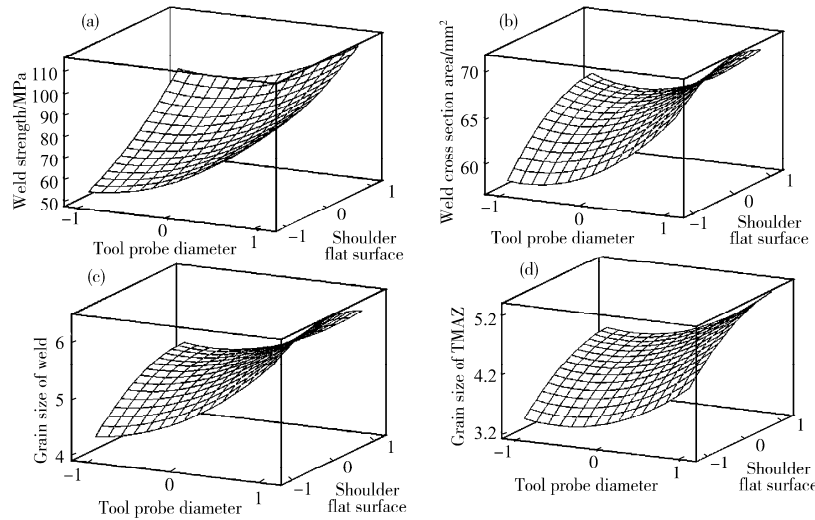 (a)
Weld strength/MPa
110
100
90
80
70
60
50
−1
0
1
Tool probe diameter
−1
0
1
Shoulder
flat surface
(b)
Weld cross section area/mm²
70
65
60
−1
0
1
Tool probe diameter
−1
0
1
Shoulder
flat surface
(c)
Grain size of weld
6
5
4
−1
0
1
Tool probe diameter
−1
0
1
Shoulder
flat surface
(d)
Grain size of TMAZ
5.2
4.2
3.2
−1
0
1
Tool probe diameter
−1
0
1
Shoulder
flat surface